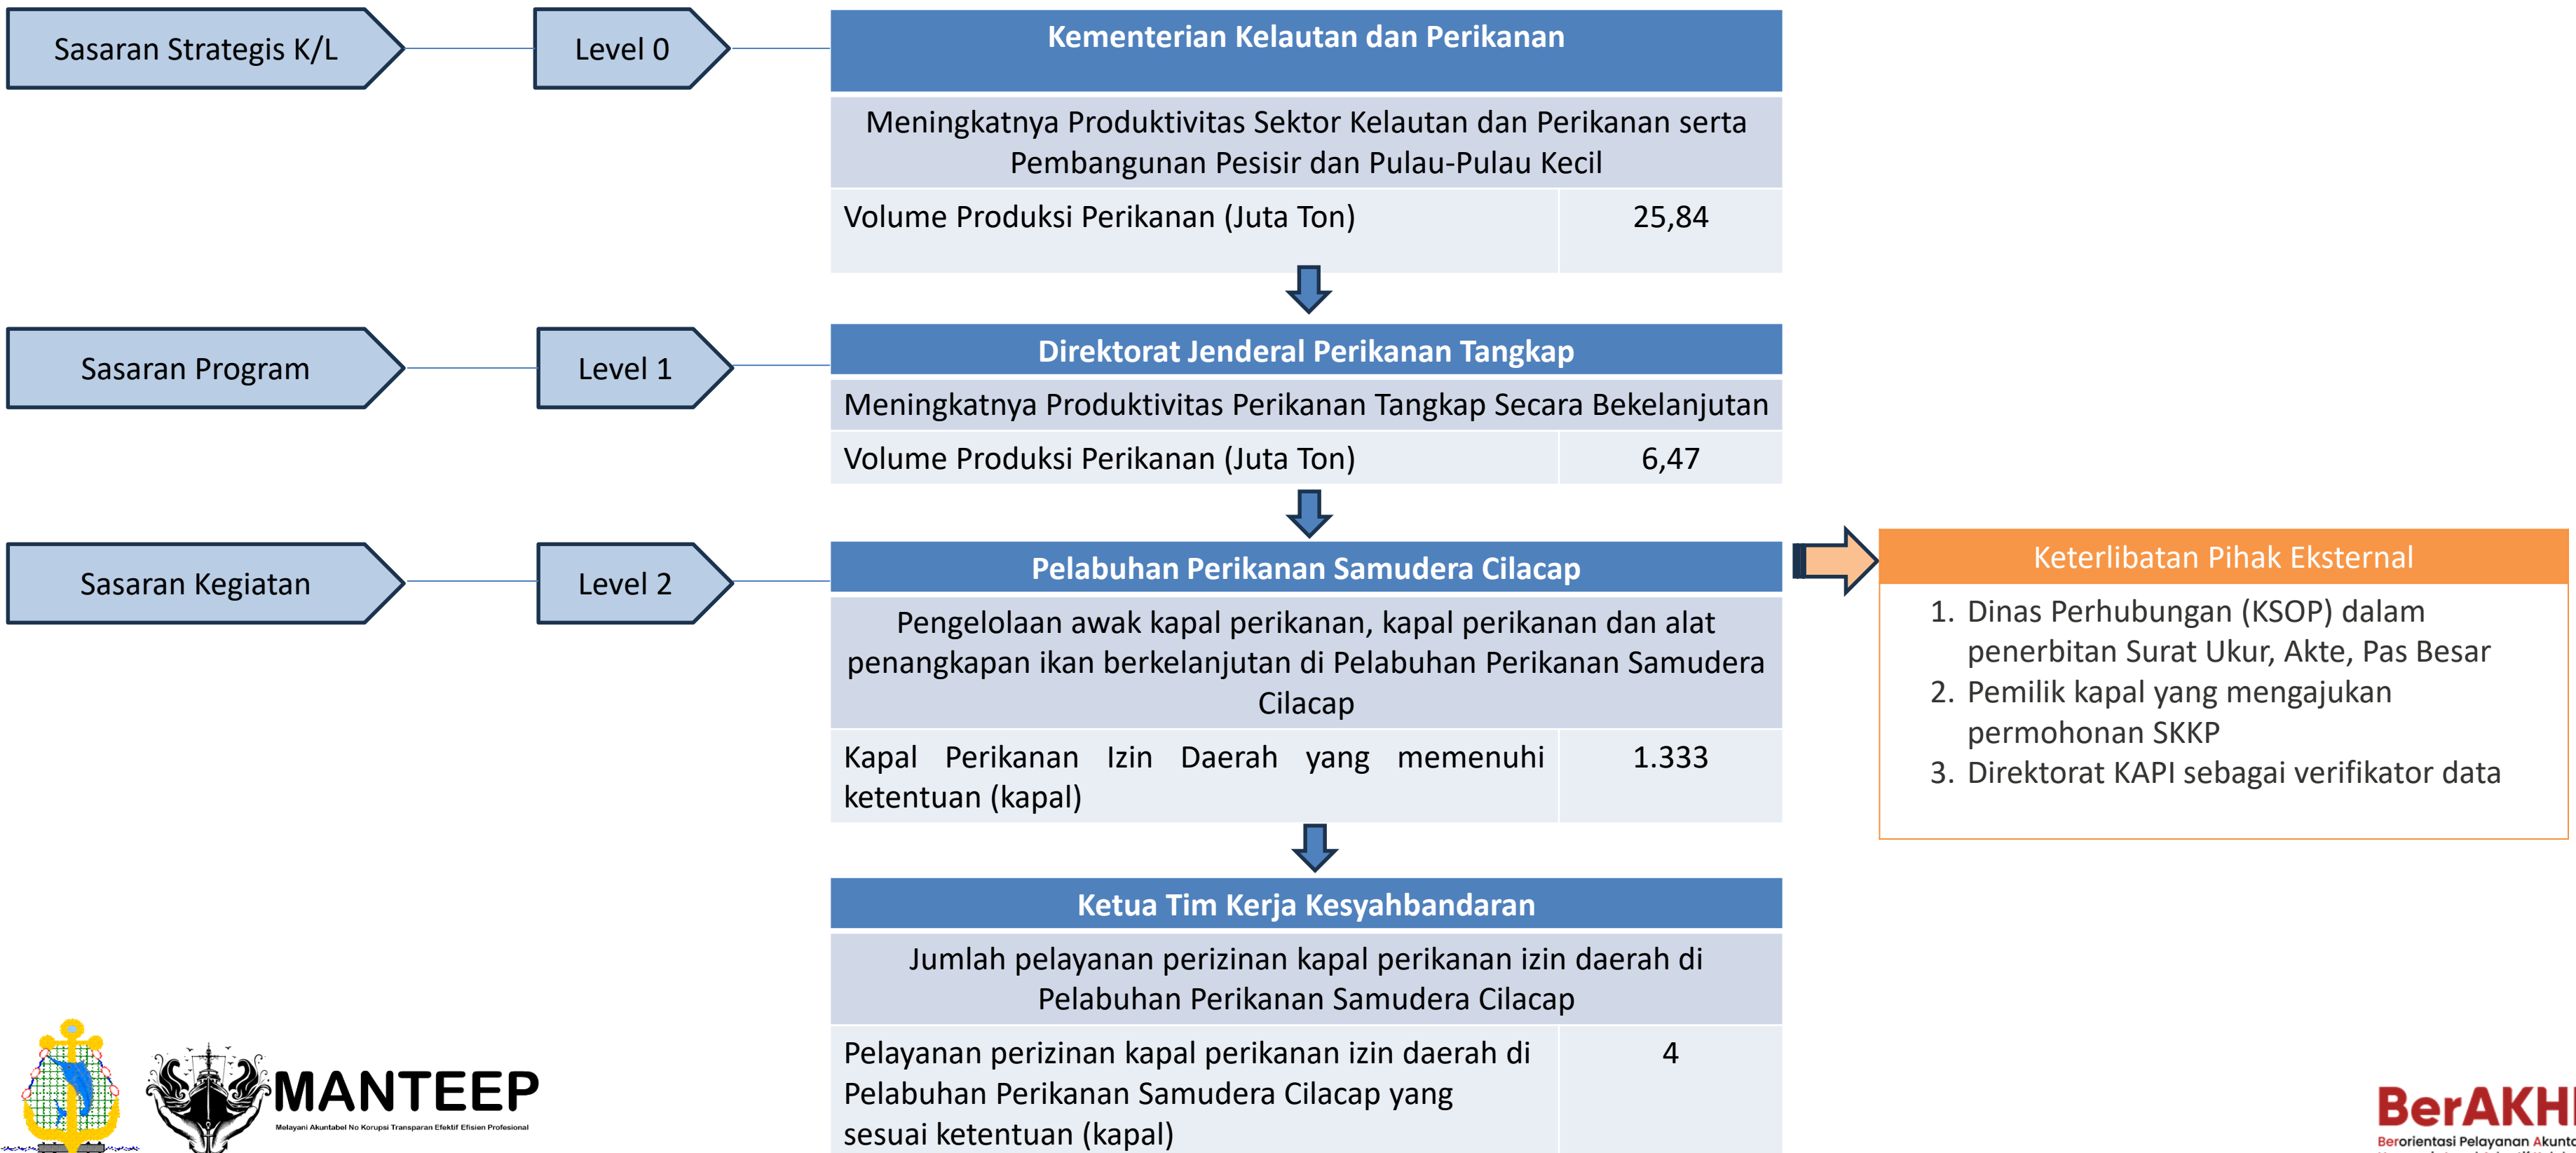 Sasaran Strategis K/L
Level 0
Kementerian Kelautan dan Perikanan
Meningkatnya Produktivitas Sektor Kelautan dan Perikanan serta
Pembangunan Pesisir dan Pulau-Pulau Kecil
Volume Produksi Perikanan (Juta Ton)
25,84
Sasaran Program
Level 1
Direktorat Jenderal Perikanan Tangkap
Meningkatnya Produktivitas Perikanan Tangkap Secara Bekelanjutan
Volume Produksi Perikanan (Juta Ton)
6,47
Sasaran Kegiatan
Level 2
Pelabuhan Perikanan Samudera Cilacap
Pengelolaan awak kapal perikanan, kapal perikanan dan alat
penangkapan ikan berkelanjutan di Pelabuhan Perikanan Samudera
Cilacap
Kapal Perikanan Izin Daerah yang memenuhi
ketentuan (kapal)
1.333
Keterlibatan Pihak Eksternal
1. Dinas Perhubungan (KSOP) dalam
penerbitan Surat Ukur, Akte, Pas Besar
2. Pemilik kapal yang mengajukan
permohonan SKKP
3. Direktorat KAPI sebagai verifikator data
Ketua Tim Kerja Kesyahbandaran
Jumlah pelayanan perizinan kapal perikanan izin daerah di
Pelabuhan Perikanan Samudera Cilacap
Pelayanan perizinan kapal perikanan izin daerah di
Pelabuhan Perikanan Samudera Cilacap yang
sesuai ketentuan (kapal)
4
MANTEEP
Melayani Akuntabel No Korupsi Transparan Efektif Efisien Profesional
BerAKH
Berorientasi Pelayanan Akunta